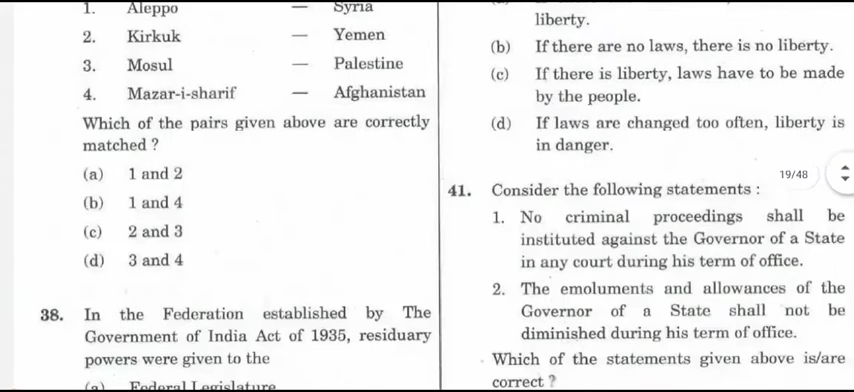 1. Aleppo — Syria
2. Kirkuk — Yemen
3. Mosul — Palestine
4. Mazar-i-sharif — Afghanistan
Which of the pairs given above are correctly
matched ?
(a) 1 and 2
(b) 1 and 4
(c) 2 and 3
(d) 3 and 4
38. In the Federation established by The
Government of India Act of 1935, residuary
powers were given to the
(a) Federal Legislature
liberty.
(b) If there are no laws, there is no liberty.
(c) If there is liberty, laws have to be made
by the people.
(d) If laws are changed too often, liberty is
in danger.
19/48
41. Consider the following statements :
1. No criminal proceedings shall be
instituted against the Governor of a State
in any court during his term of office.
2. The emoluments and allowances of the
Governor of a State shall not be
diminished during his term of office.
Which of the statements given above is/are
correct ?